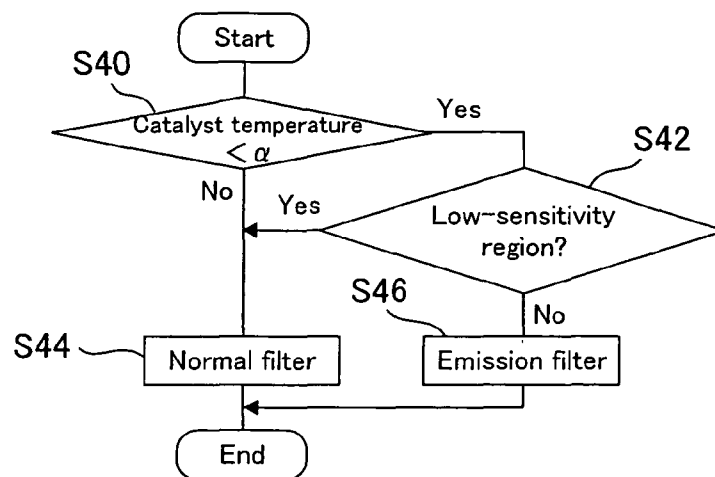 Start
S40
Catalyst temperature
< α
Yes
S42
No
Yes
Low-sensitivity
region?
S46
No
S44
Normal filter
Emission filter
End